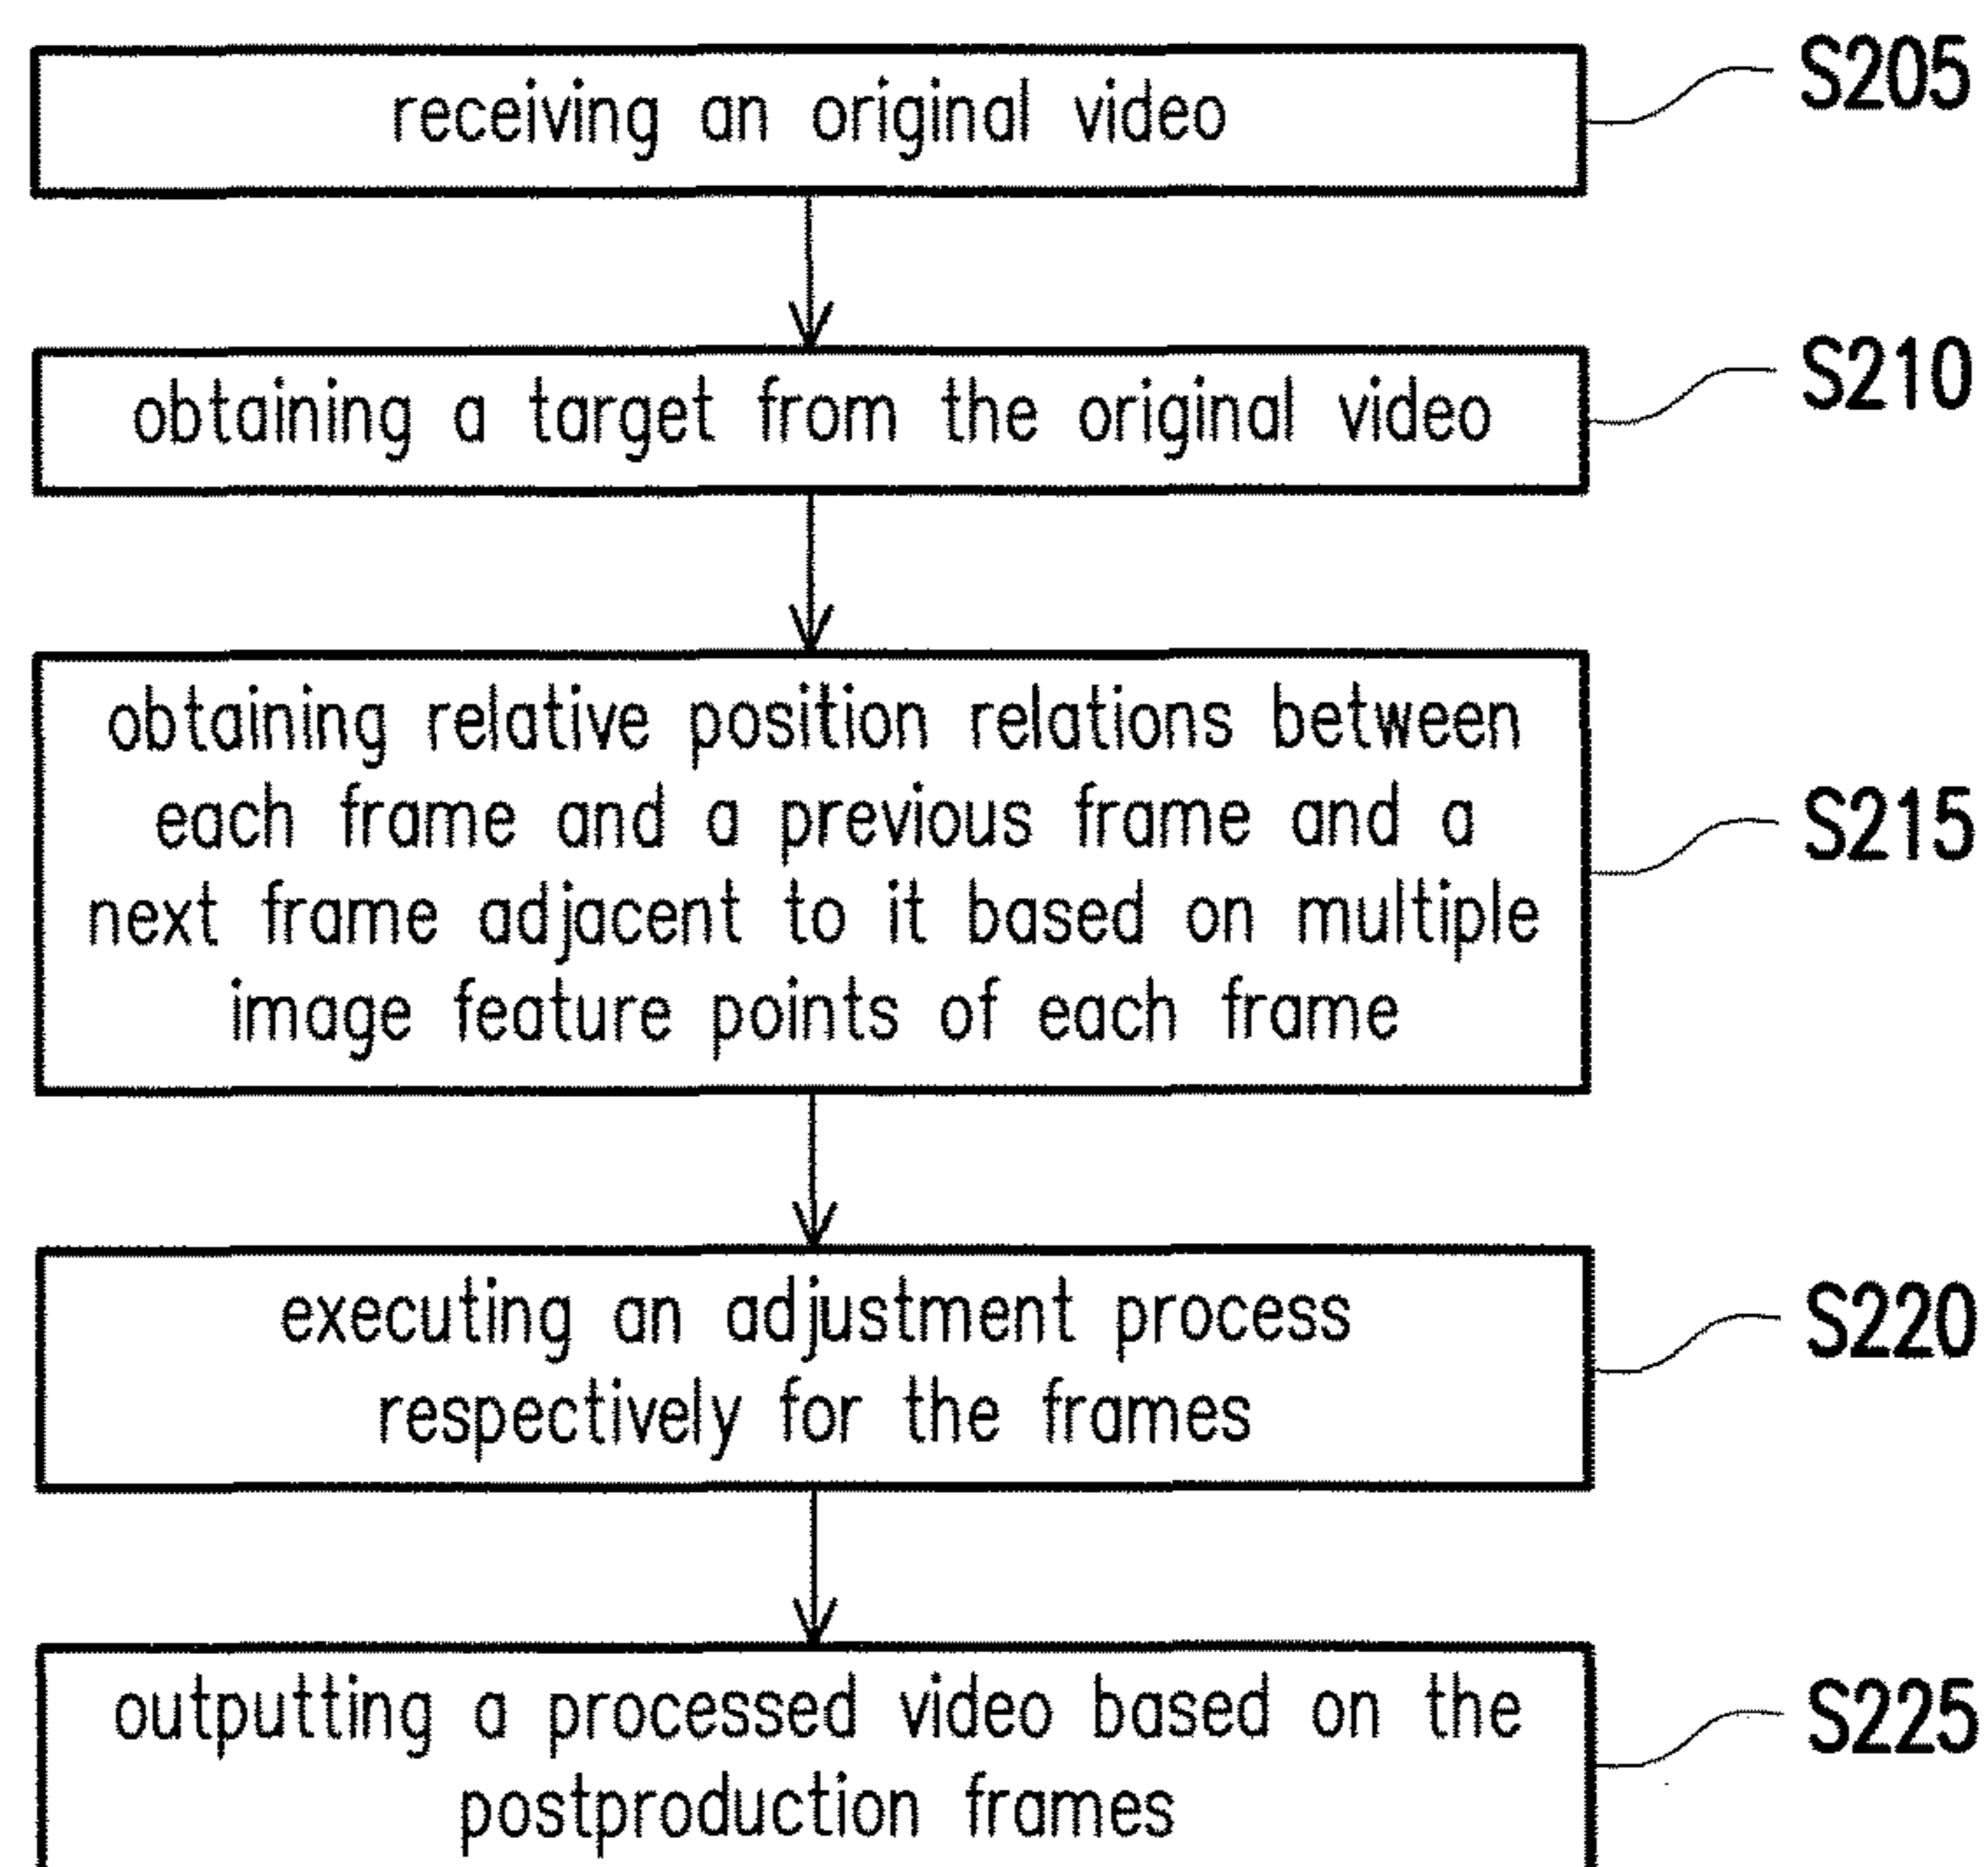 receiving an original video
S205
obtaining a target from the original video
S210
obtaining relative position relations between
each frame and a previous frame and a
next frame adjacent to it based on multiple
image feature points of each frame
S215
executing an adjustment process
respectively for the frames
S220
outputting a processed video based on the
postproduction frames
S225